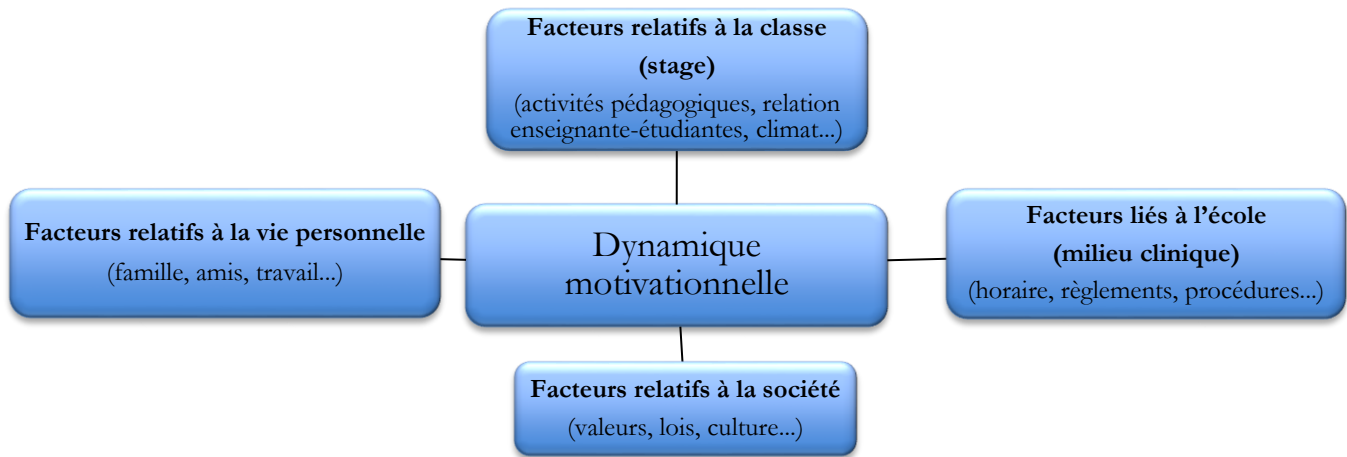 Facteurs relatifs à la classe
(stage)
(activités pédagogiques, relation
enseignante-étudiantes, climat...)
Facteurs relatifs à la vie personnelle
(famille, amis, travail...)
Dynamique
motivationnelle
Facteurs liés à l’école
(milieu clinique)
(horaire, règlements, procédures...)
Facteurs relatifs à la société
(valeurs, lois, culture...)